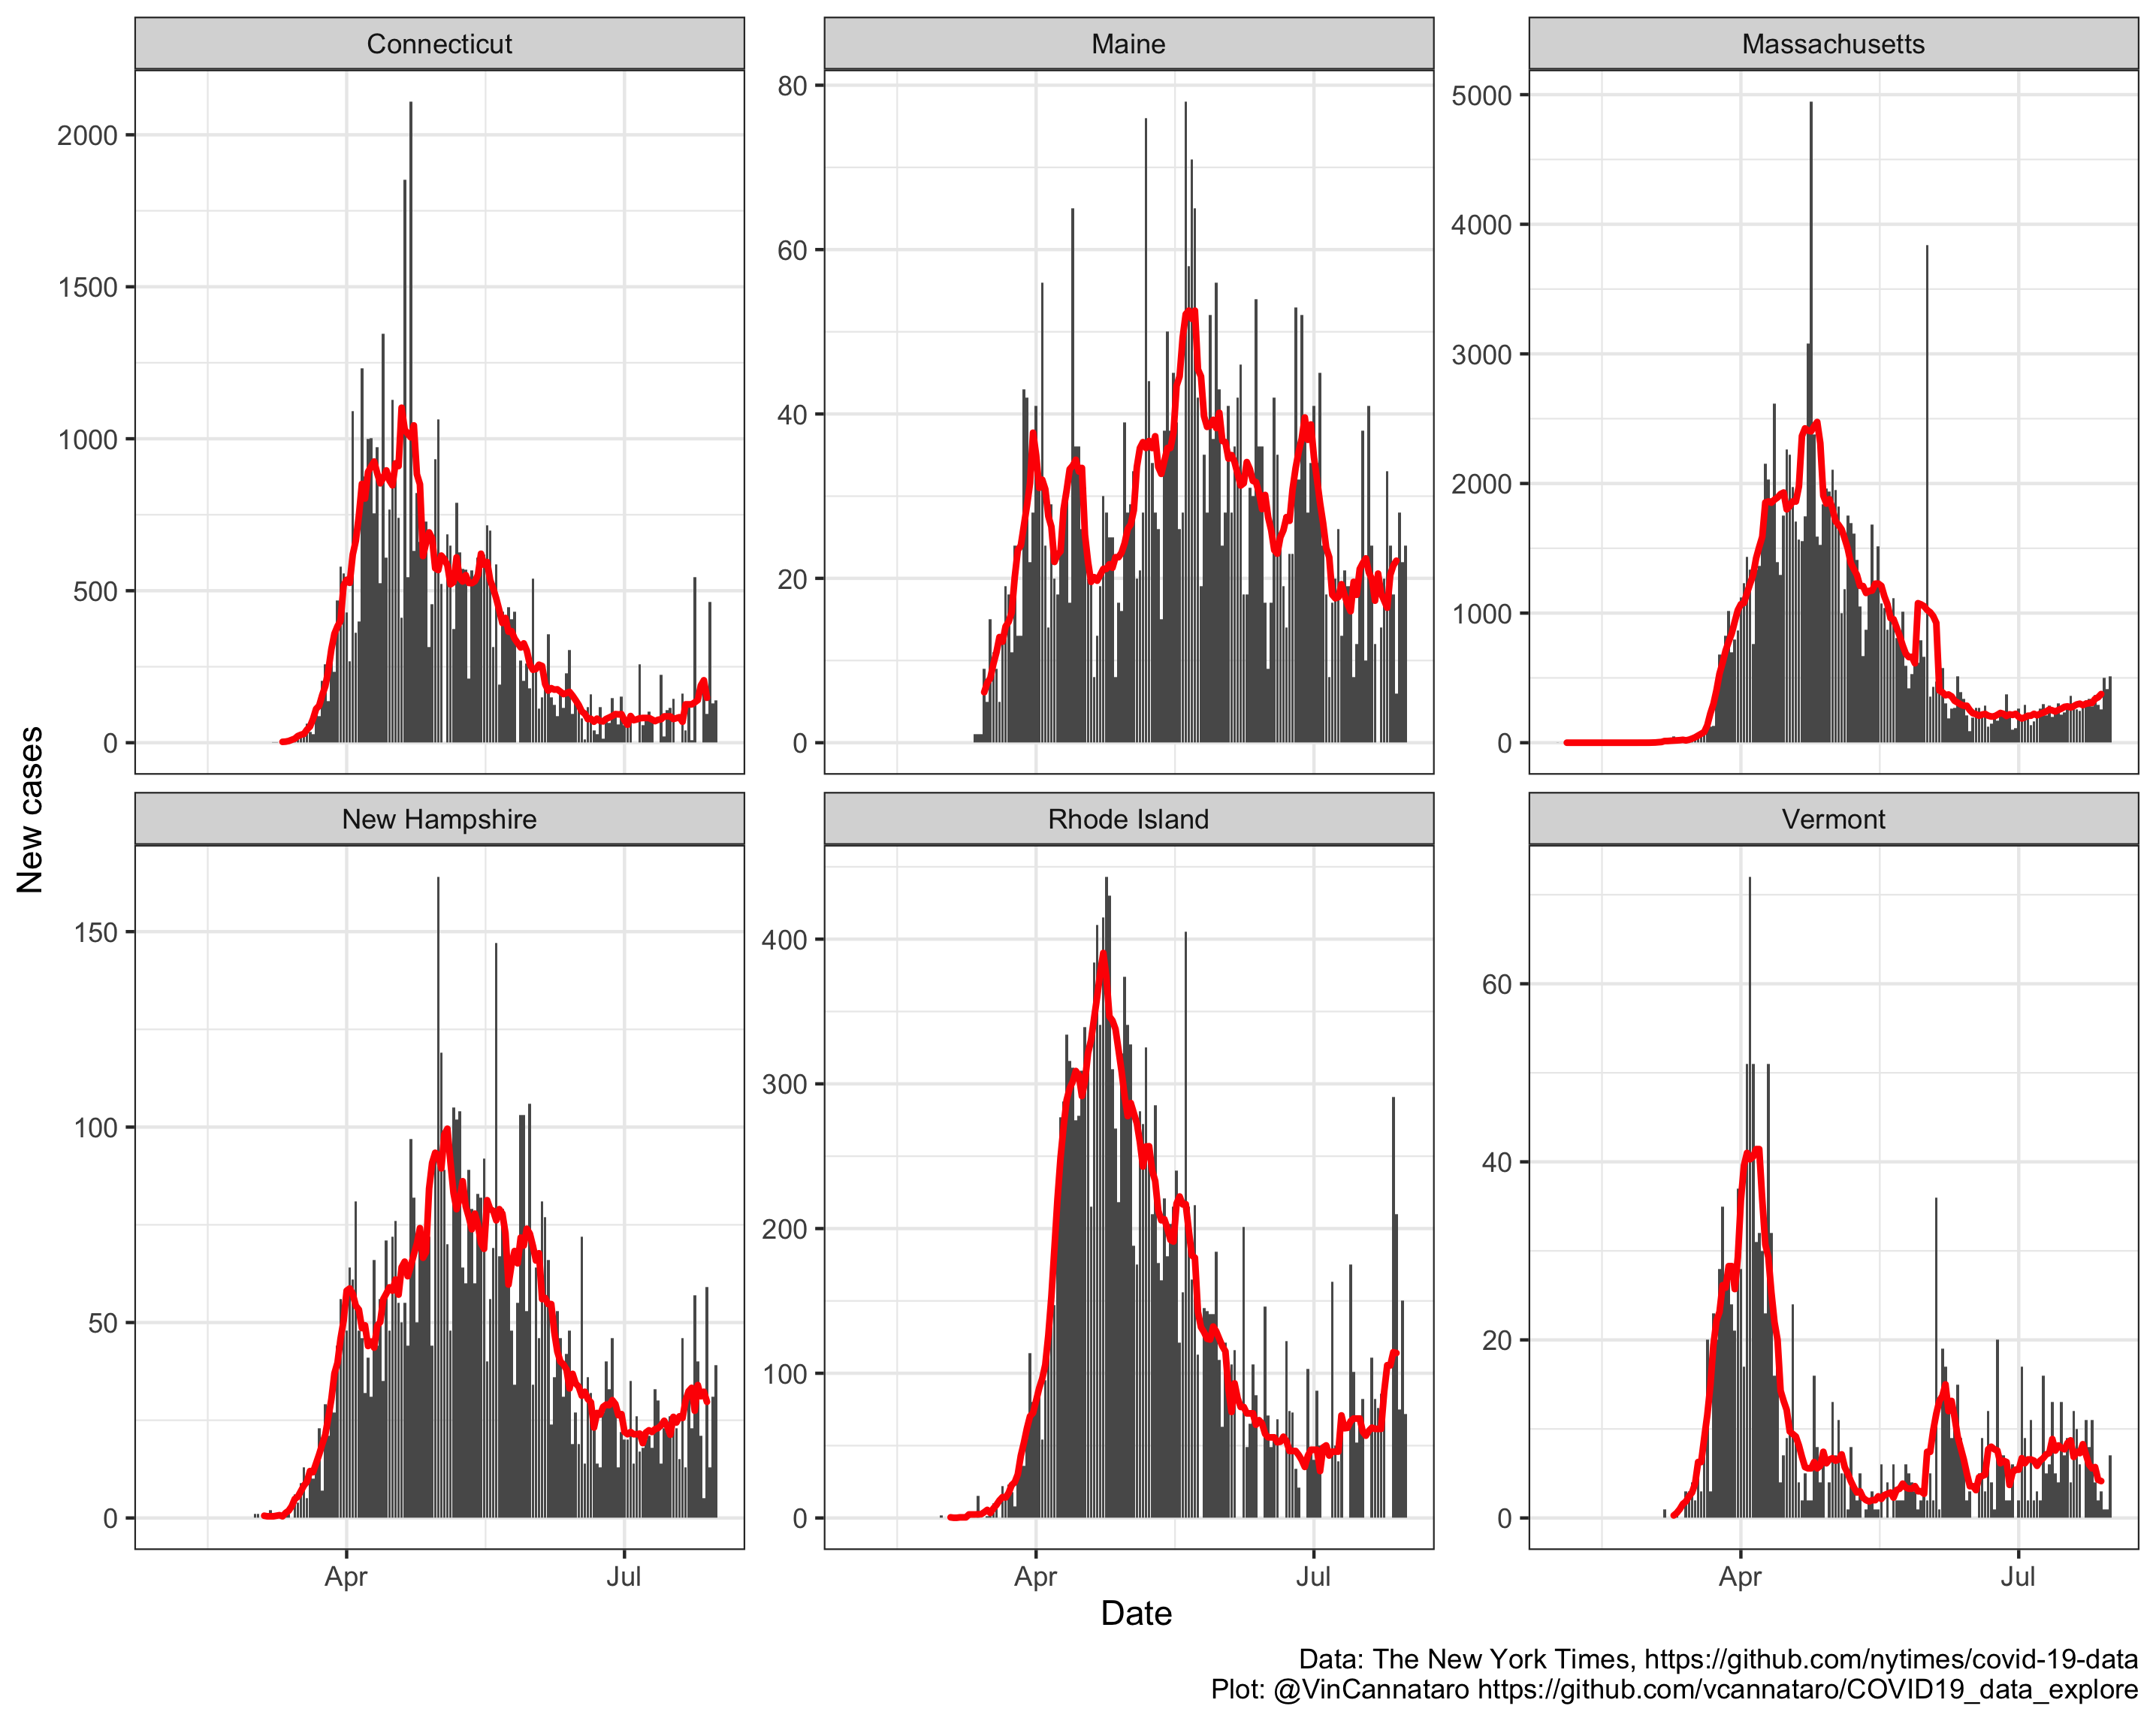 Connecticut
Maine
Massachusetts
2000
1500
1000
500
0
80
60
40
20
0
5000
4000
3000
2000
1000
0
New cases
New Hampshire
Rhode Island
Vermont
150
100
50
0
400
300
200
100
0
60
40
20
0
Apr Jul
Apr Jul
Apr Jul
Date
Data: The New York Times, https://github.com/nytimes/covid-19-data
Plot: @VinCannataro https://github.com/vcannataro/COVID19_data_explore